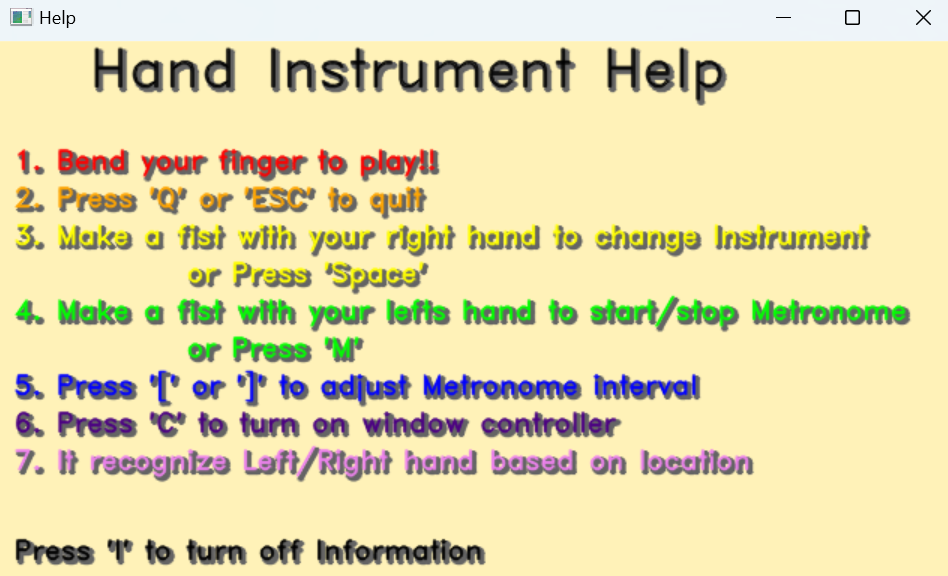 Help
Hand Instrument Help
1. Bend your finger to play!!
2. Press 'Q' or 'ESC' to quit
3. Make a fist with your right hand to change Instrument
or Press 'Space'
4. Make a fist with your lefts hand to start/stop Metronome
or Press 'M'
5. Press '[' or ']' to adjust Metronome interval
6. Press 'C' to turn on window controller
7. It recognize Left/Right hand based on location
Press 'I' to turn off Information